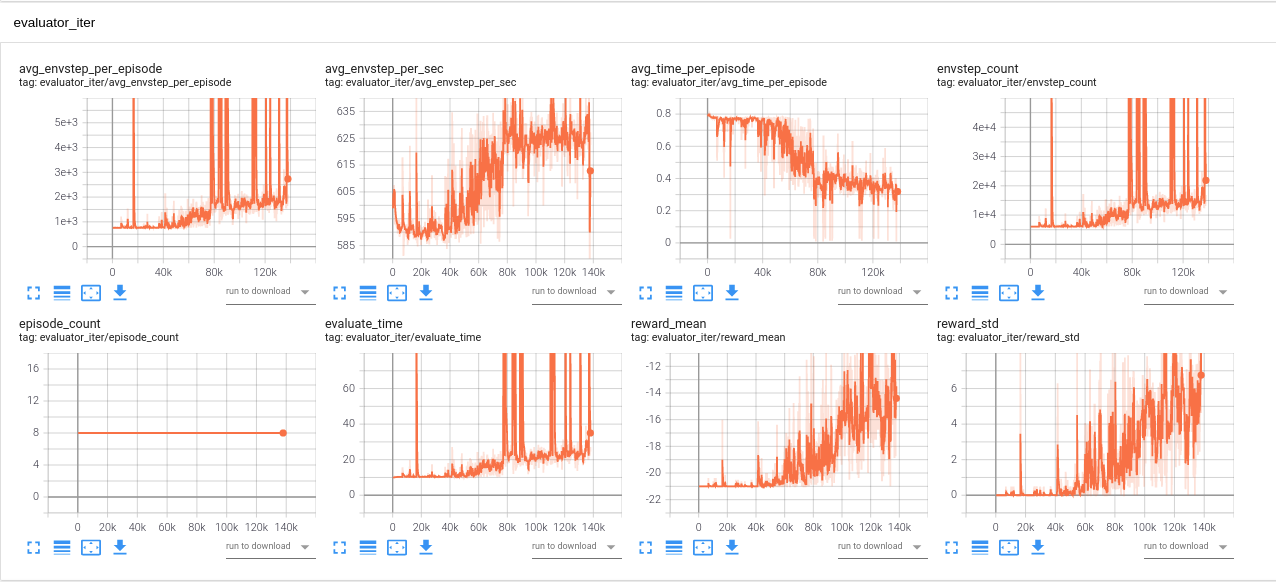 evaluator_iter
avg_envstep_per_episode
tag: evaluator_iter/avg_envstep_per_episode
5e+3
4e+3
3e+3
2e+3
1e+3
0
0 40k 80k 120k
run to download
avg_envstep_per_sec
tag: evaluator_iter/avg_envstep_per_sec
635
625
615
605
595
585
0 20k 40k 60k 80k 100k 120k 140k
run to download
avg_time_per_episode
tag: evaluator_iter/avg_time_per_episode
0.8
0.6
0.4
0.2
0
0 40k 80k 120k
run to download
envstep_count
tag: evaluator_iter/envstep_count
4e+4
3e+4
2e+4
1e+4
0
0 40k 80k 120k
run to download
episode_count
tag: evaluator_iter/episode_count
16
12
8
4
0
0 20k 40k 60k 80k 100k 120k 140k
run to download
evaluate_time
tag: evaluator_iter/evaluate_time
60
40
20
0
0 20k 40k 60k 80k 100k 120k 140k
run to download
reward_mean
tag: evaluator_iter/reward_mean
-12
-14
-16
-18
-20
-22
0 20k 40k 60k 80k 100k 120k 140k
run to download
reward_std
tag: evaluator_iter/reward_std
6
4
2
0
0 20k 40k 60k 80k 100k 120k 140k
run to download